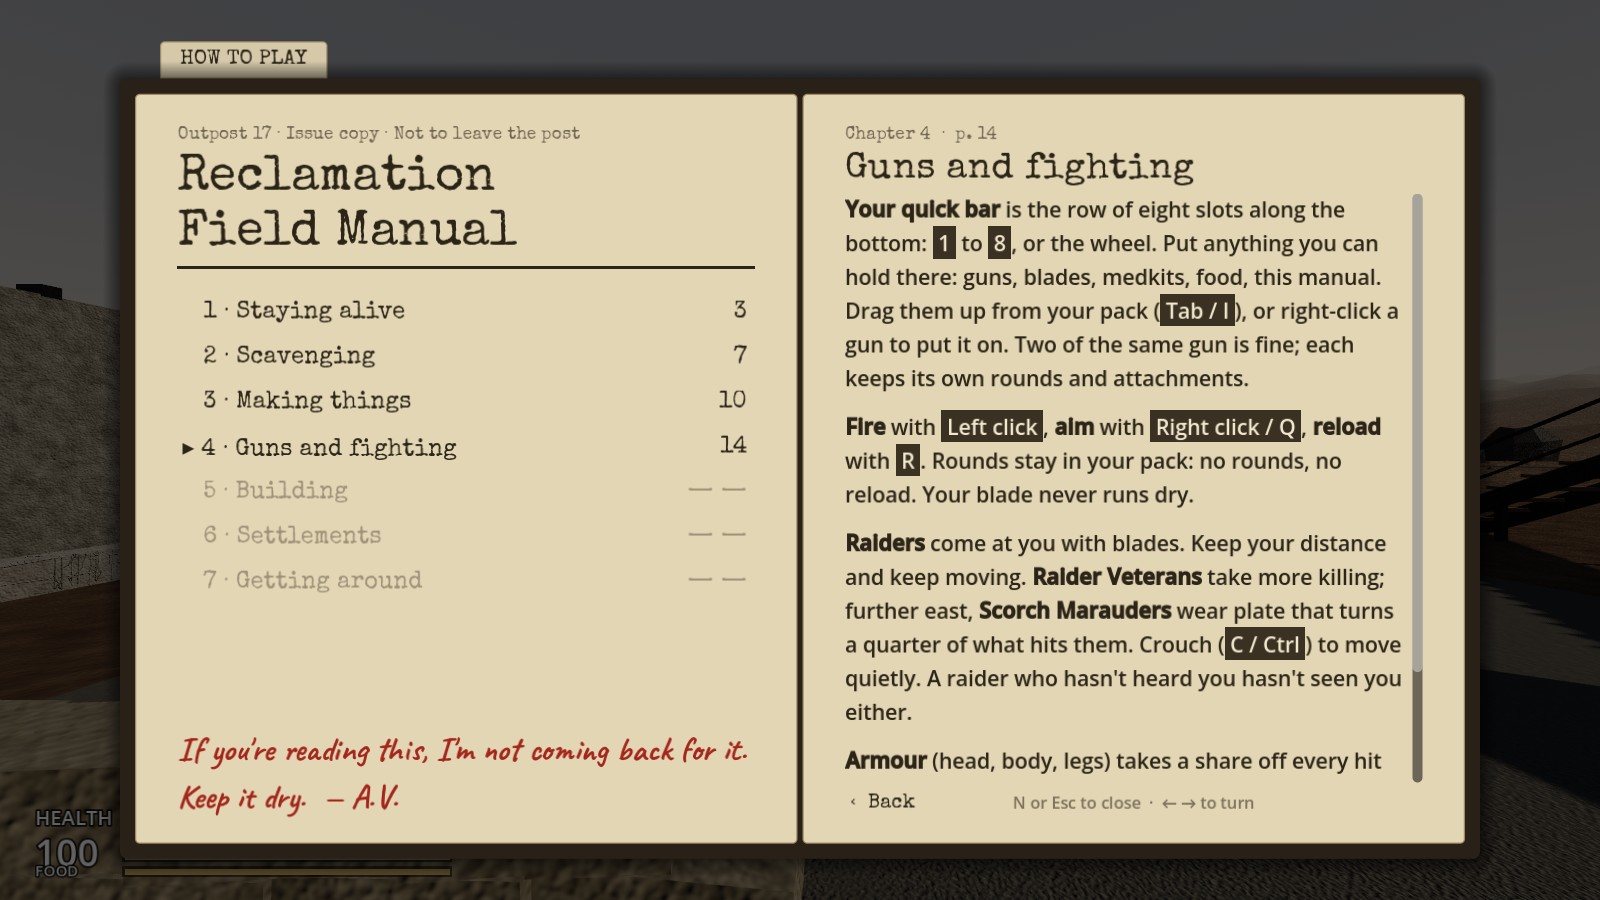 HOW TO PLAY
Outpost 17 · Issue copy · Not to leave the post
Reclamation
Field Manual
1 · Staying alive 3
2 · Scavenging 7
3 · Making things 10
▸ 4 · Guns and fighting 14
5 · Building — —
6 · Settlements — —
7 · Getting around — —
If you're reading this, I'm not coming back for it.
Keep it dry. — A.V.
Chapter 4 · p. 14
Guns and fighting
Your quick bar is the row of eight slots along the
bottom: 1 to 8, or the wheel. Put anything you can
hold there: guns, blades, medkits, food, this manual.
Drag them up from your pack (Tab / I), or right-click a
gun to put it on. Two of the same gun is fine; each
keeps its own rounds and attachments.
Fire with Left click, aim with Right click / Q, reload
with R. Rounds stay in your pack: no rounds, no
reload. Your blade never runs dry.
Raiders come at you with blades. Keep your distance
and keep moving. Raider Veterans take more killing;
further east, Scorch Marauders wear plate that turns
a quarter of what hits them. Crouch (C / Ctrl) to move
quietly. A raider who hasn't heard you hasn't seen you
either.
Armour (head, body, legs) takes a share off every hit
‹ Back
N or Esc to close · ← → to turn
HEALTH
100
FOOD